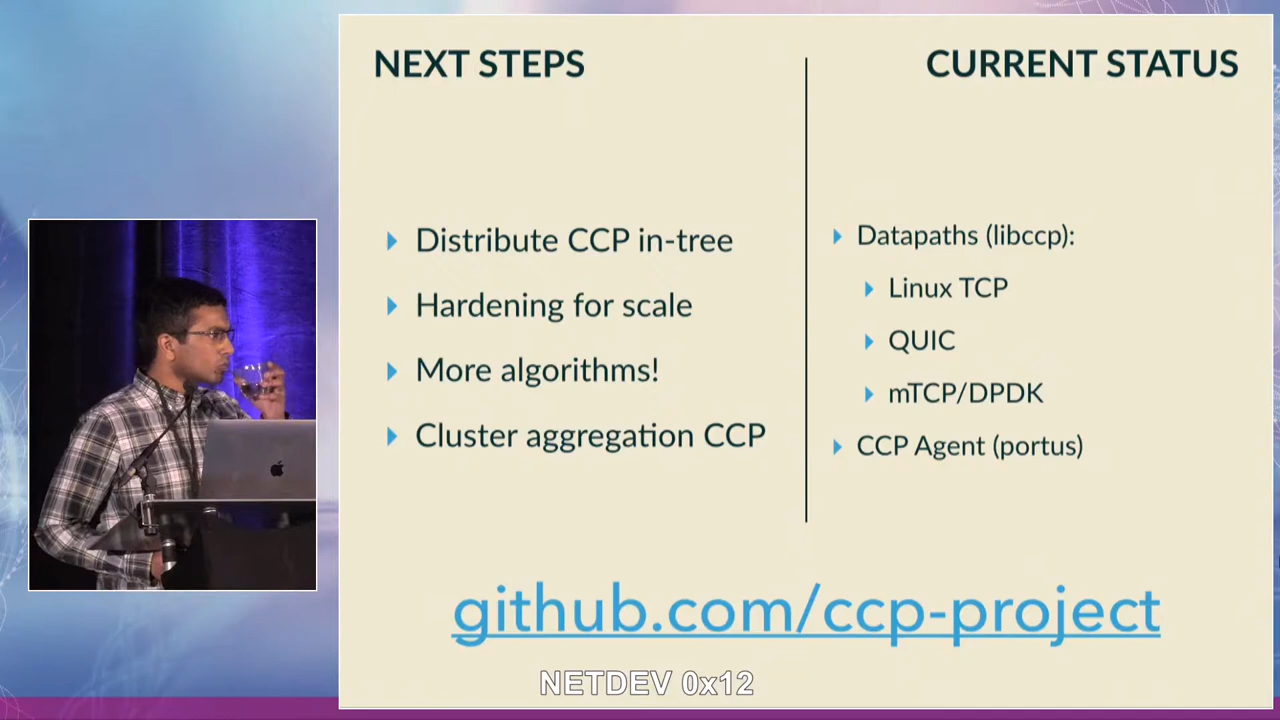 NEXT STEPS
Distribute CCP in-tree
Hardening for scale
More algorithms!
Cluster aggregation CCP
CURRENT STATUS
Datapaths (libccp):
Linux TCP
QUIC
mTCP/DPDK
CCP Agent (portus)
github.com/ccp-project
NETDEV 0x12